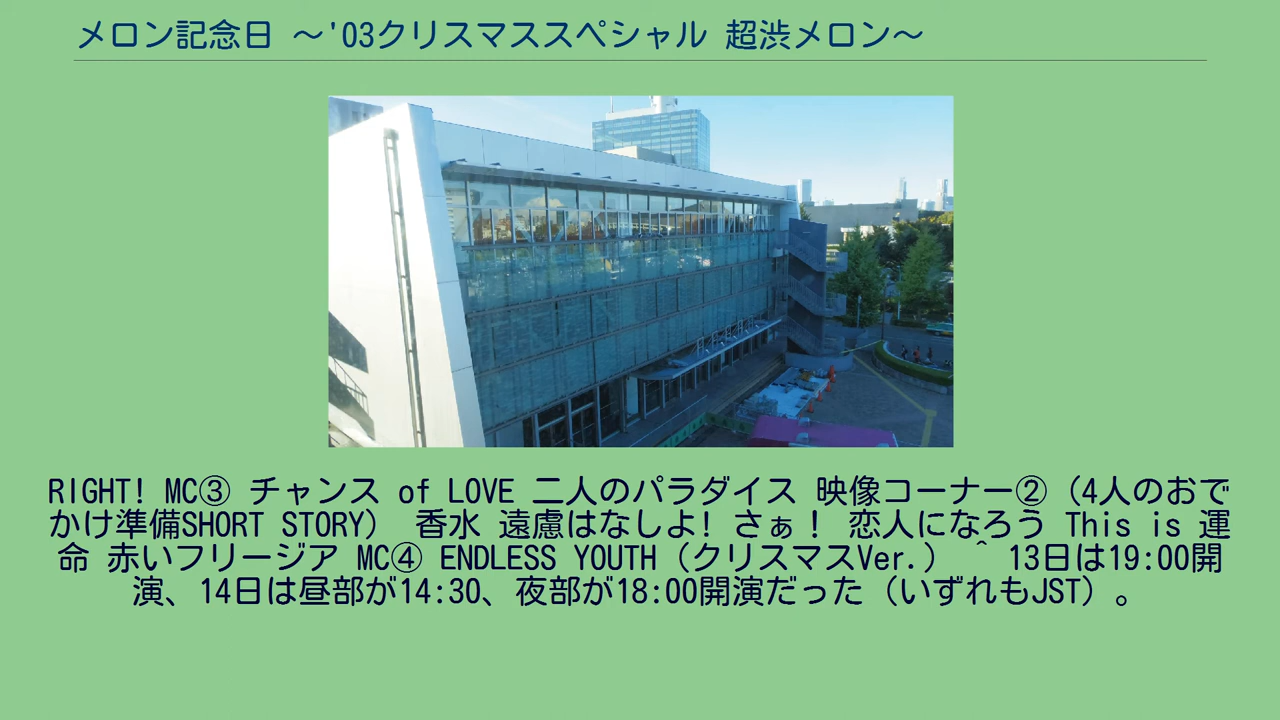 メロン記念日 〜'03クリスマススペシャル 超渋メロン〜
RIGHT! MC③ チャンス of LOVE 二人のパラダイス 映像コーナー②（4人のおで
かけ準備SHORT STORY） 香水 遠慮はなしよ! さぁ！ 恋人になろう This is 運
命 赤いフリージア MC④ ENDLESS YOUTH（クリスマスVer.） ^ 13日は19:00開
演、14日は昼部が14:30、夜部が18:00開演だった（いずれもJST）。